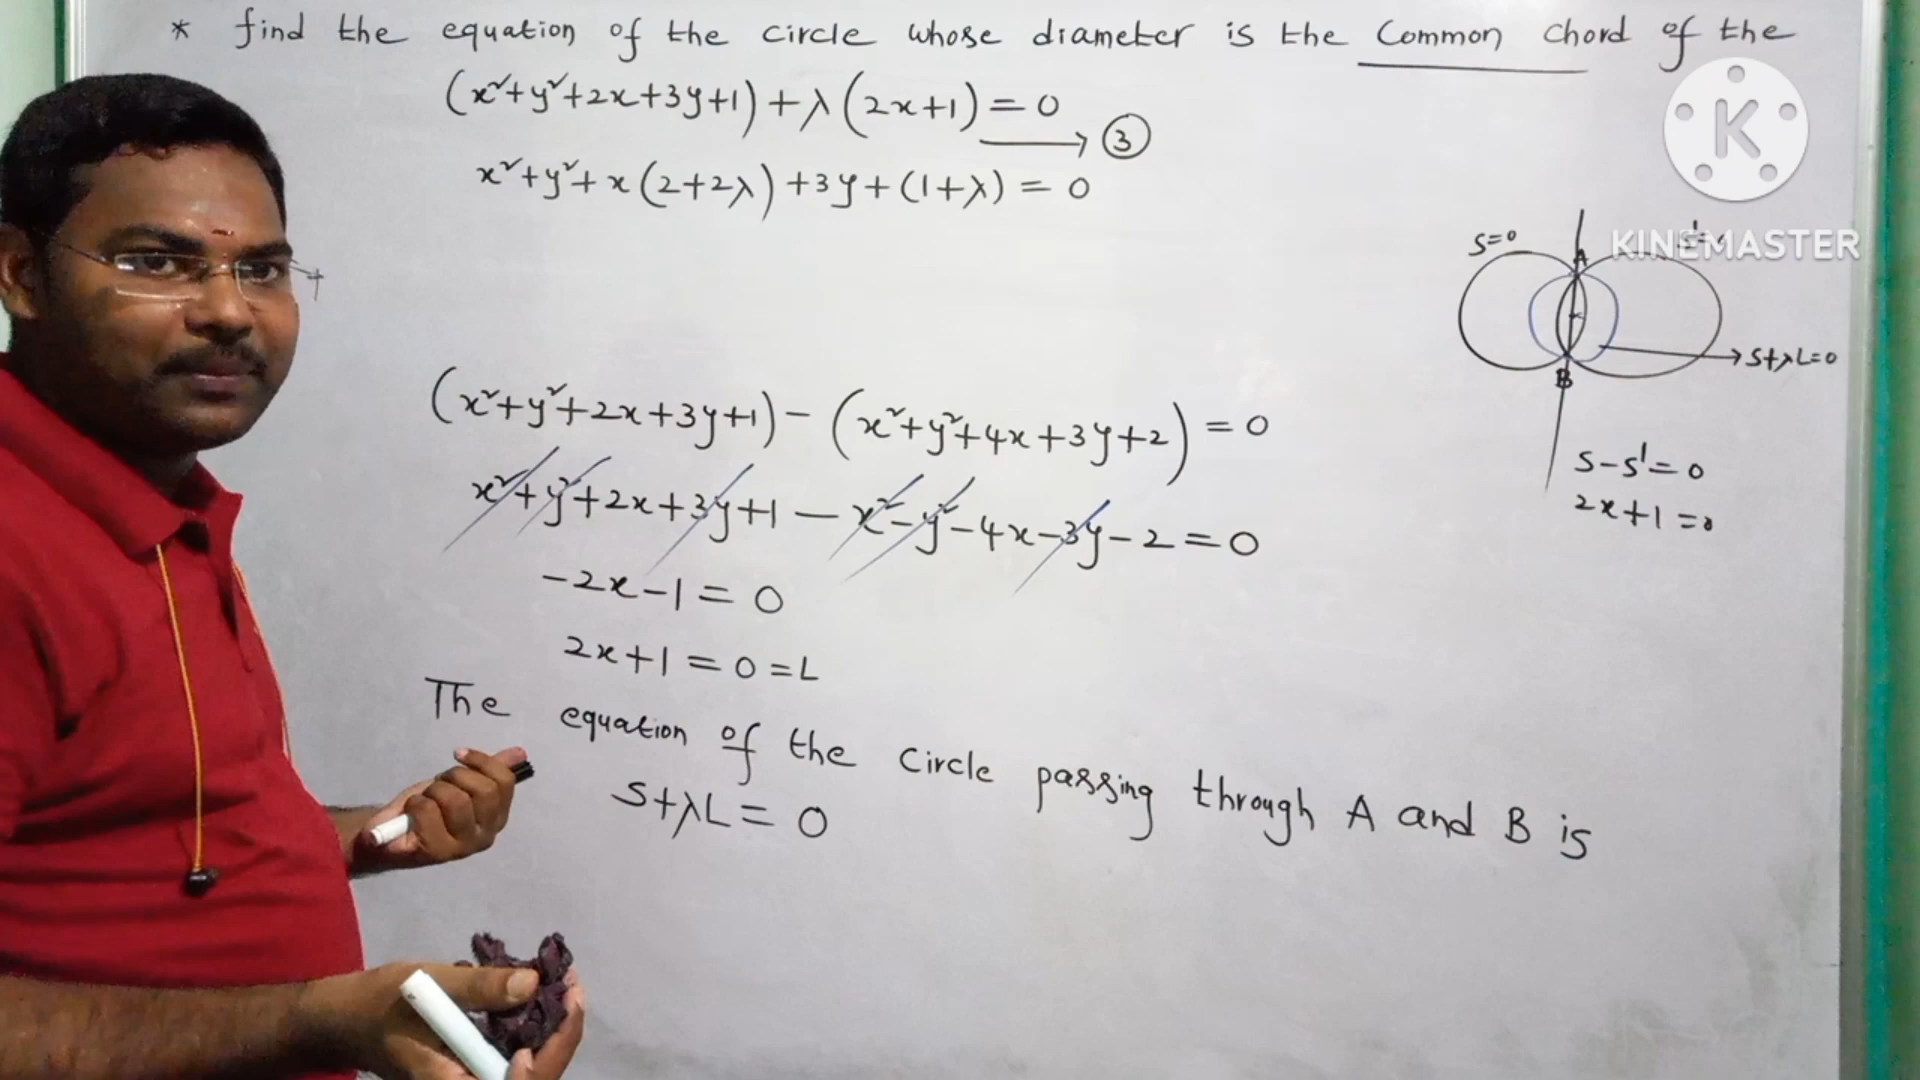 * find the equation of the circle whose diameter is the common chord of the
(x²+y²+2x+3y+1)+λ(2x+1)=0
→ ③
x²+y²+x(2+2λ)+3y+(1+λ)=0
K
KINEMASTER
S=0
A
B
→S+λL=0
(x²+y²+2x+3y+1)-(x²+y²+4x+3y+2)=0
x²+y²+2x+3y+1-x²-y²-4x-3y-2=0
-2x-1=0
2x+1=0=L
S-S'=0
2x+1=0
The equation of the circle passing through A and B is
S+λL=0